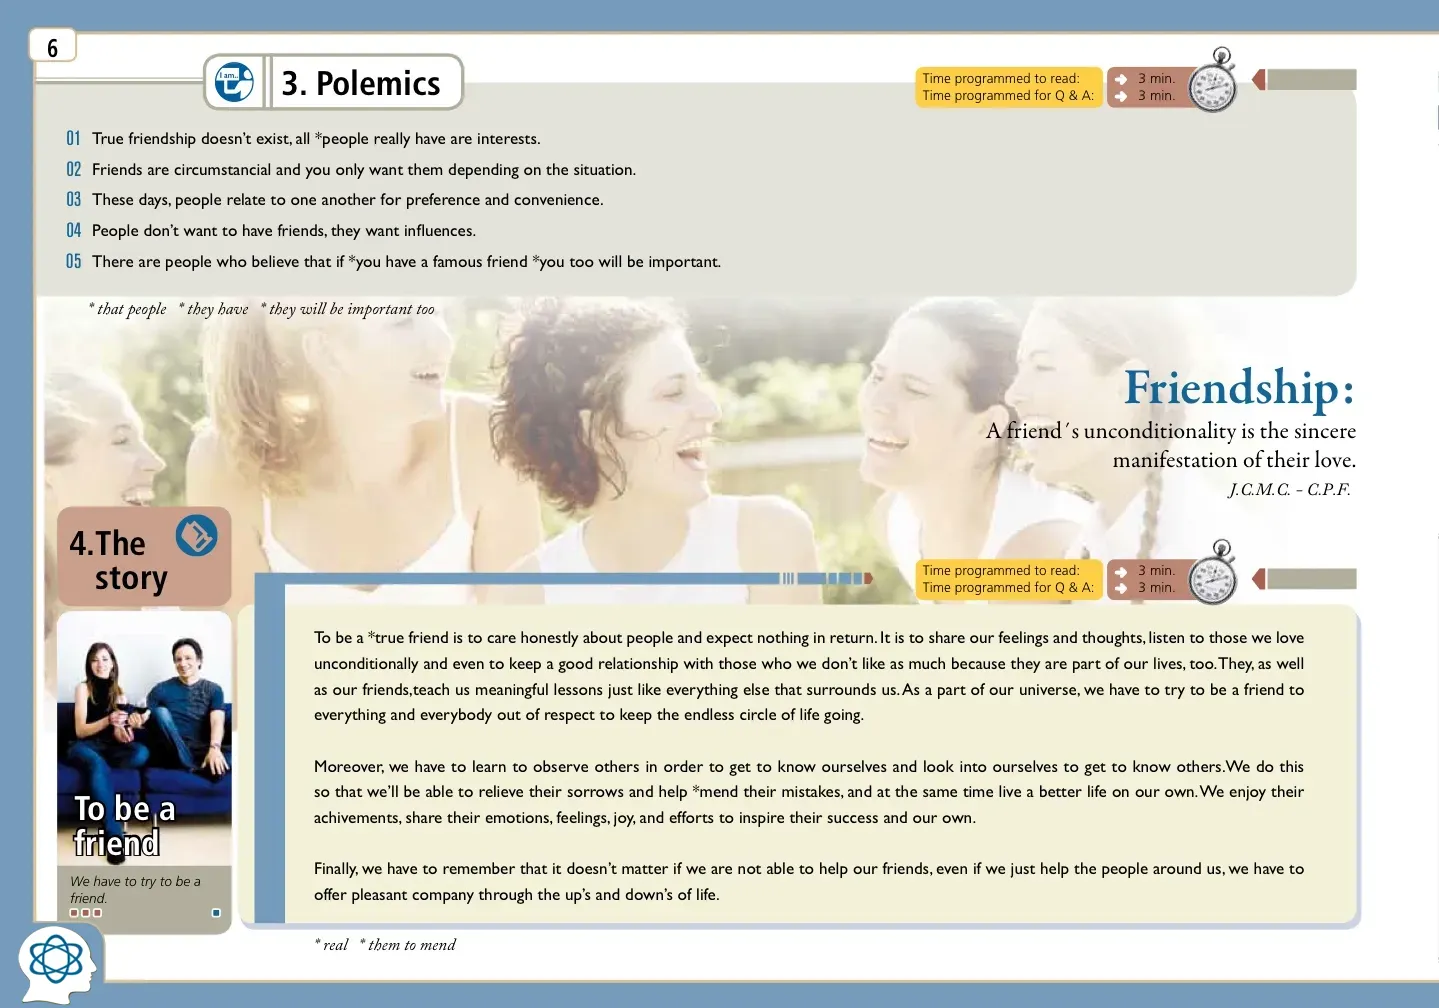 6
I am...
3. Polemics
Time programmed to read: 3 min.
Time programmed for Q & A: 3 min.
01 True friendship doesn't exist, all *people really have are interests.
02 Friends are circumstancial and you only want them depending on the situation.
03 These days, people relate to one another for preference and convenience.
04 People don't want to have friends, they want influences.
05 There are people who believe that if *you have a famous friend *you too will be important.
* that people * they have * they will be important too
Friendship:
A friend´s unconditionality is the sincere
manifestation of their love.
J.C.M.C. – C.P.F.
4.The
story
Time programmed to read: 3 min.
Time programmed for Q & A: 3 min.
To be a *true friend is to care honestly about people and expect nothing in return. It is to share our feelings and thoughts, listen to those we love
unconditionally and even to keep a good relationship with those who we don't like as much because they are part of our lives, too. They, as well
as our friends,teach us meaningful lessons just like everything else that surrounds us. As a part of our universe, we have to try to be a friend to
everything and everybody out of respect to keep the endless circle of life going.
Moreover, we have to learn to observe others in order to get to know ourselves and look into ourselves to get to know others. We do this
so that we'll be able to relieve their sorrows and help *mend their mistakes, and at the same time live a better life on our own. We enjoy their
achivements, share their emotions, feelings, joy, and efforts to inspire their success and our own.
Finally, we have to remember that it doesn't matter if we are not able to help our friends, even if we just help the people around us, we have to
offer pleasant company through the up's and down's of life.
* real * them to mend
To be a
friend
We have to try to be a
friend.